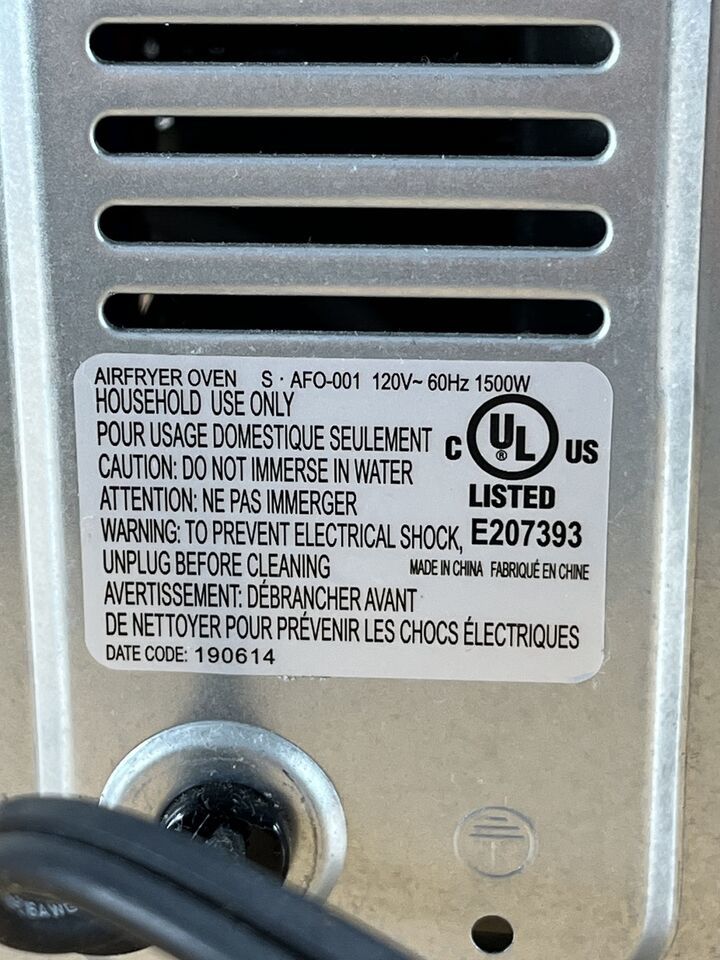 AIRFRYER OVEN S · AFO-001 120V~ 60Hz 1500W
HOUSEHOLD USE ONLY
POUR USAGE DOMESTIQUE SEULEMENT
CAUTION: DO NOT IMMERSE IN WATER
ATTENTION: NE PAS IMMERGER
WARNING: TO PREVENT ELECTRICAL SHOCK,
UNPLUG BEFORE CLEANING
AVERTISSEMENT: DÉBRANCHER AVANT
DE NETTOYER POUR PRÉVENIR LES CHOCS ÉLECTRIQUES
DATE CODE: 190614
C UL® US
LISTED
E207393
MADE IN CHINA FABRIQUÉ EN CHINE